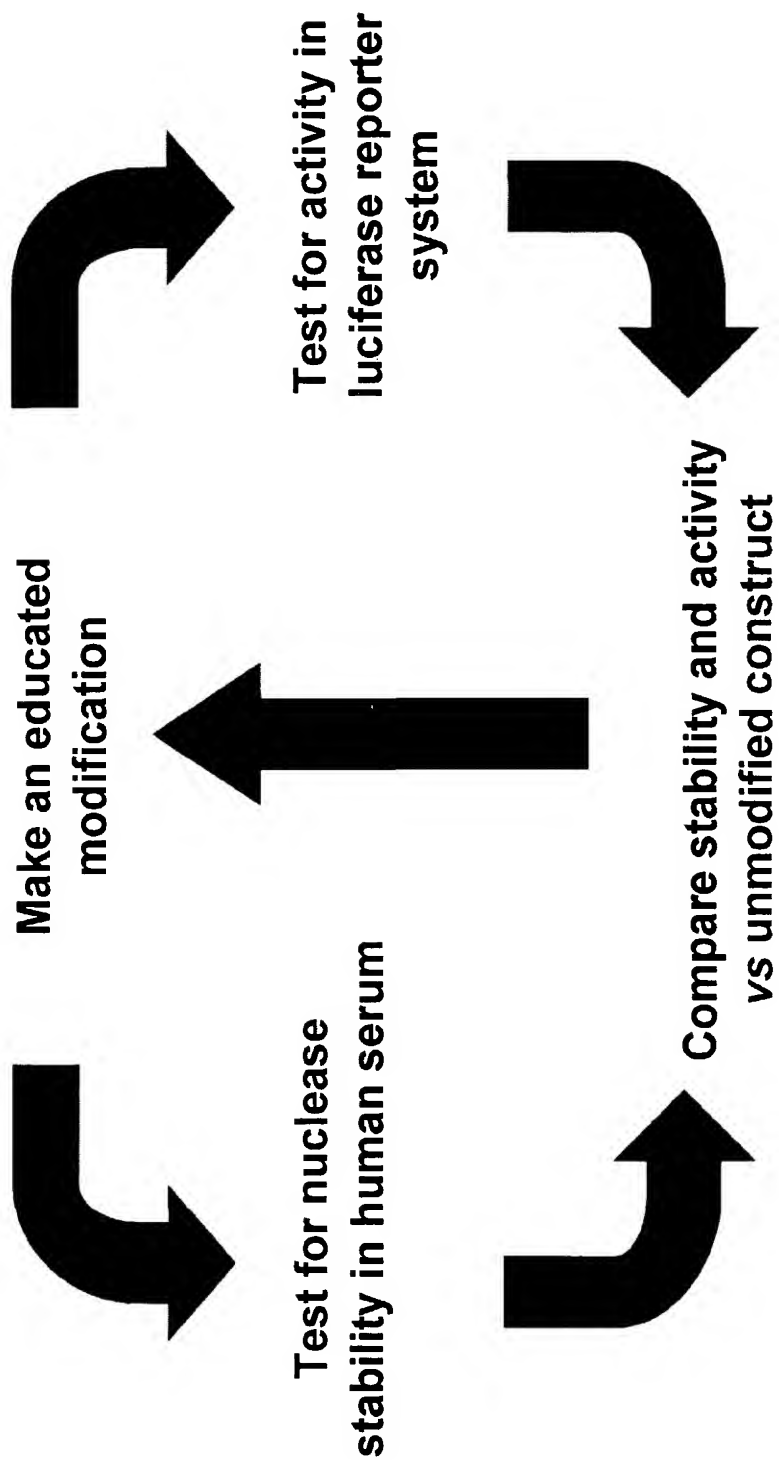 Make an educated
modification
Test for nuclease
stability in human serum
Test for activity in
luciferase reporter
system
Compare stability and activity
vs unmodified construct